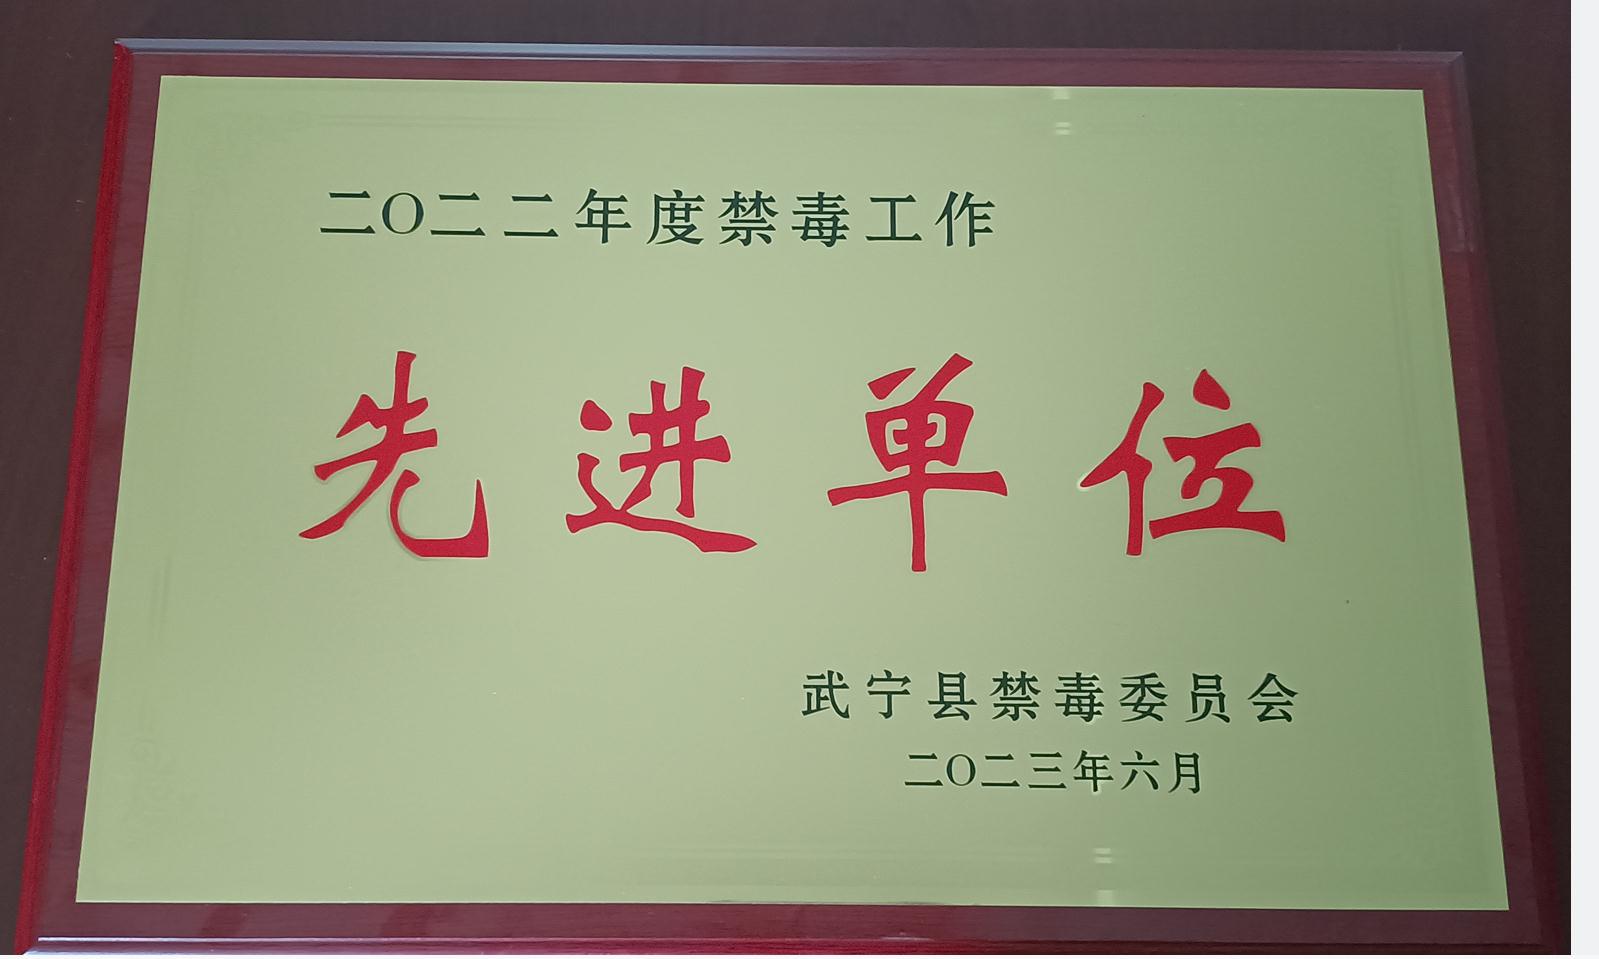 二〇二二年度禁毒工作
先进单位
武宁县禁毒委员会
二〇二三年六月